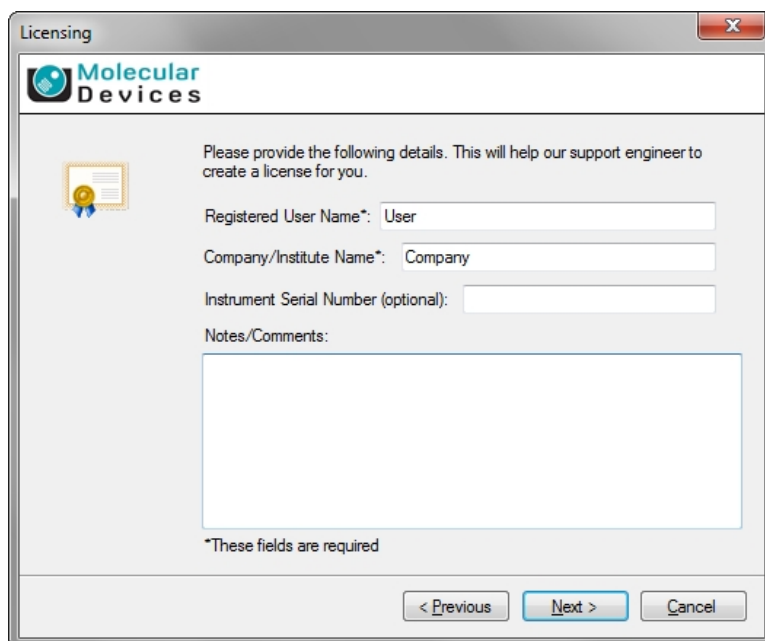 Licensing
X
Molecular
Devices
Please provide the following details. This will help our support engineer to
create a license for you.
Registered User Name*: User
Company/Institute Name*: Company
Instrument Serial Number (optional):
Notes/Comments:
*These fields are required
< Previous Next > Cancel